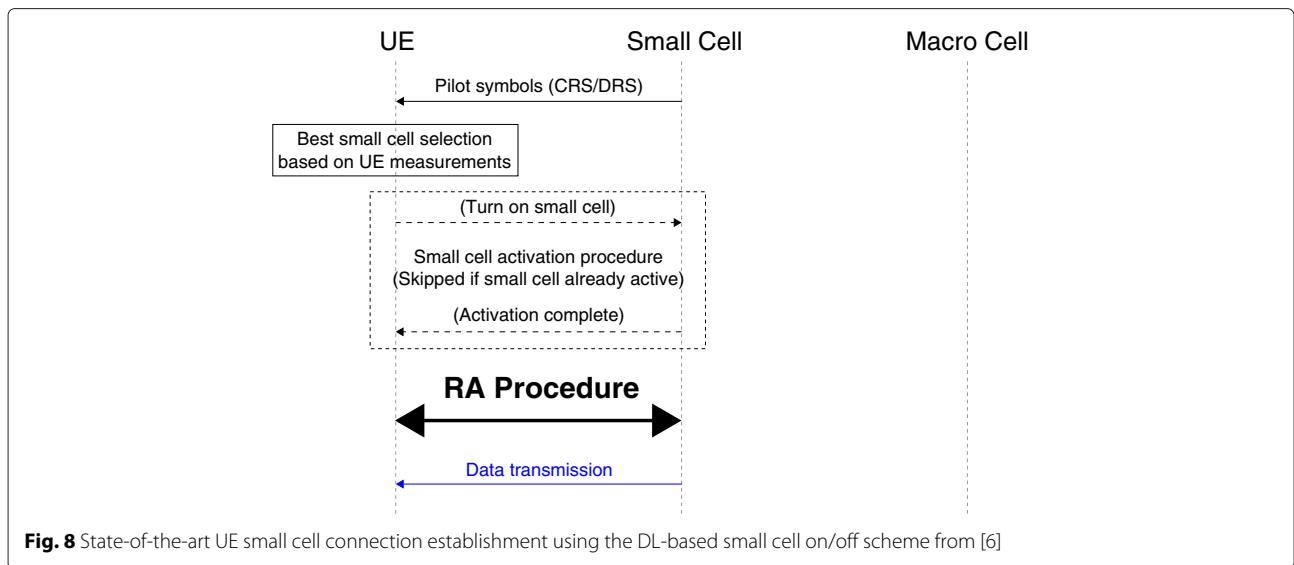 UE Small Cell Macro Cell
Pilot symbols (CRS/DRS)
Best small cell selection
based on UE measurements
(Turn on small cell)
Small cell activation procedure
(Skipped if small cell already active)
(Activation complete)
RA Procedure
Data transmission
Fig. 8 State-of-the-art UE small cell connection establishment using the DL-based small cell on/off scheme from [6]